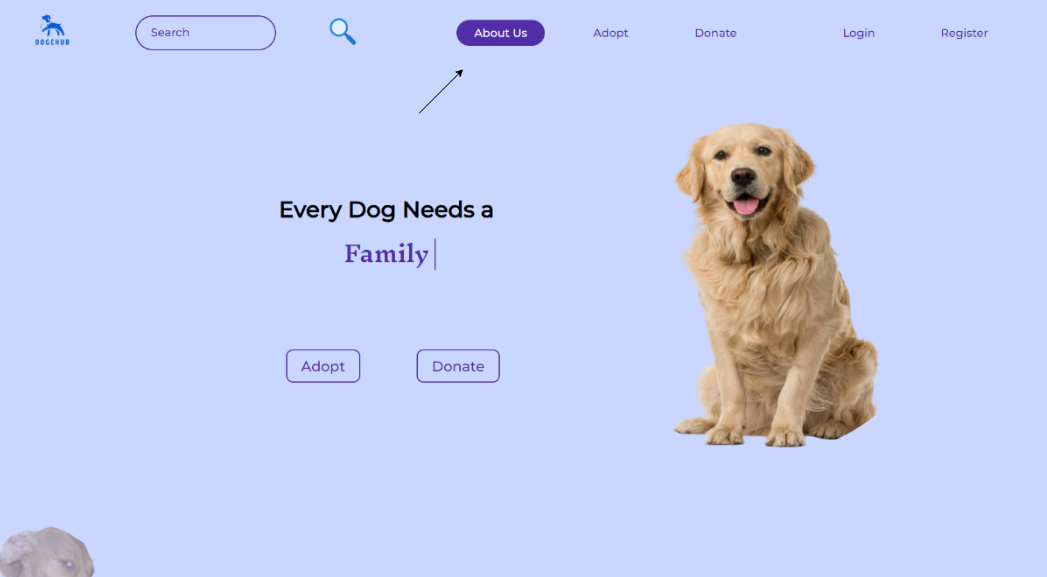 DOGEHUB
Search
About Us
Adopt
Donate
Login
Register
Every Dog Needs a
Family
Adopt
Donate